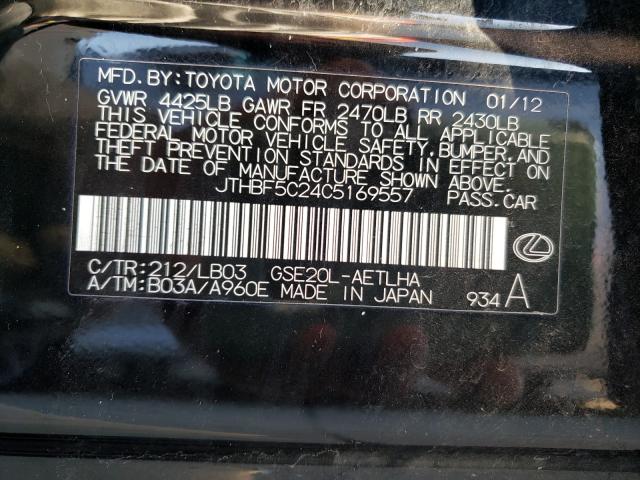 MFD. BY: TOYOTA MOTOR CORPORATION 01/12
GVWR 4425LB GAWR FR 2470LB RR 2430LB
THIS VEHICLE CONFORMS TO ALL APPLICABLE
FEDERAL MOTOR VEHICLE SAFETY, BUMPER, AND
THEFT PREVENTION STANDARDS IN EFFECT ON
THE DATE OF MANUFACTURE SHOWN ABOVE.
JTHBF5C24C5169557 PASS. CAR
C/TR: 212/LB03 GSE20L-AETLHA
A/TM: B03A/A960E MADE IN JAPAN 934 A